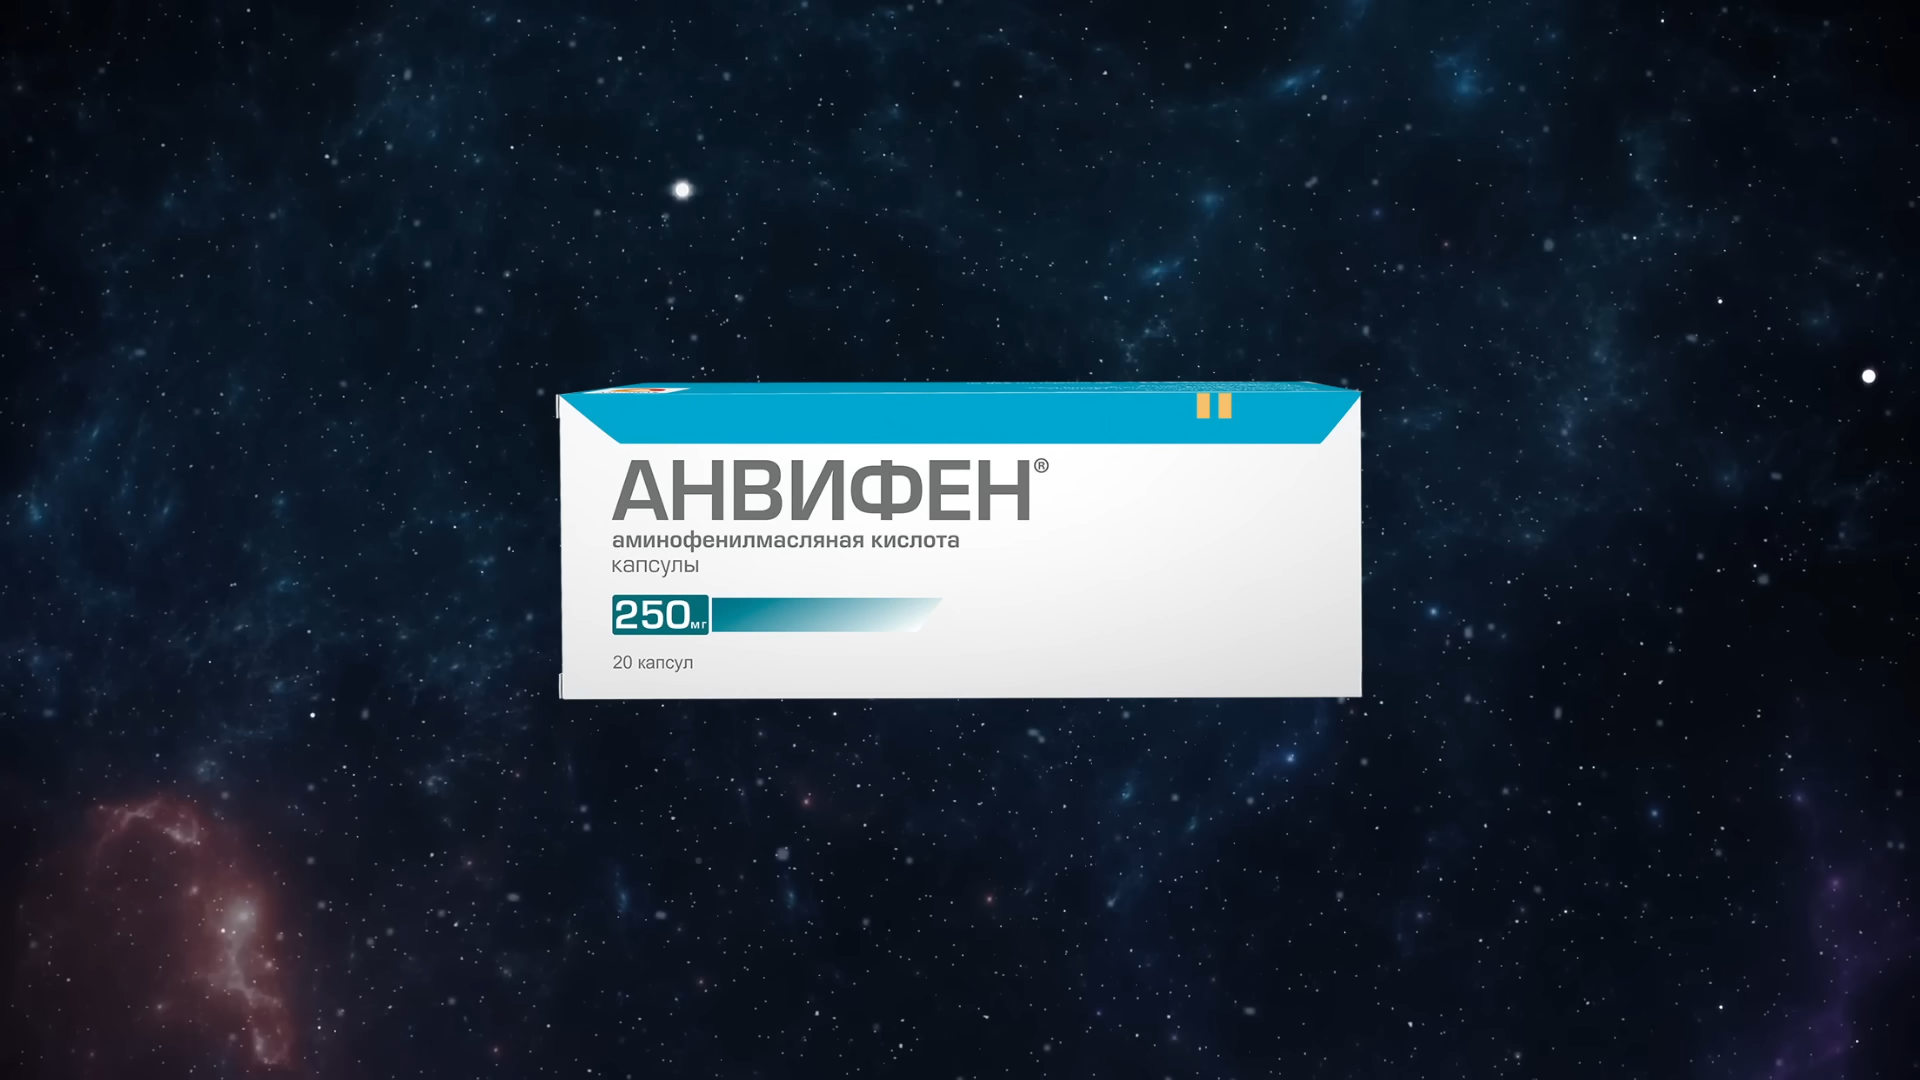 АНВИФЕН®
аминофенилмасляная кислота
капсулы
250мг
20 капсул